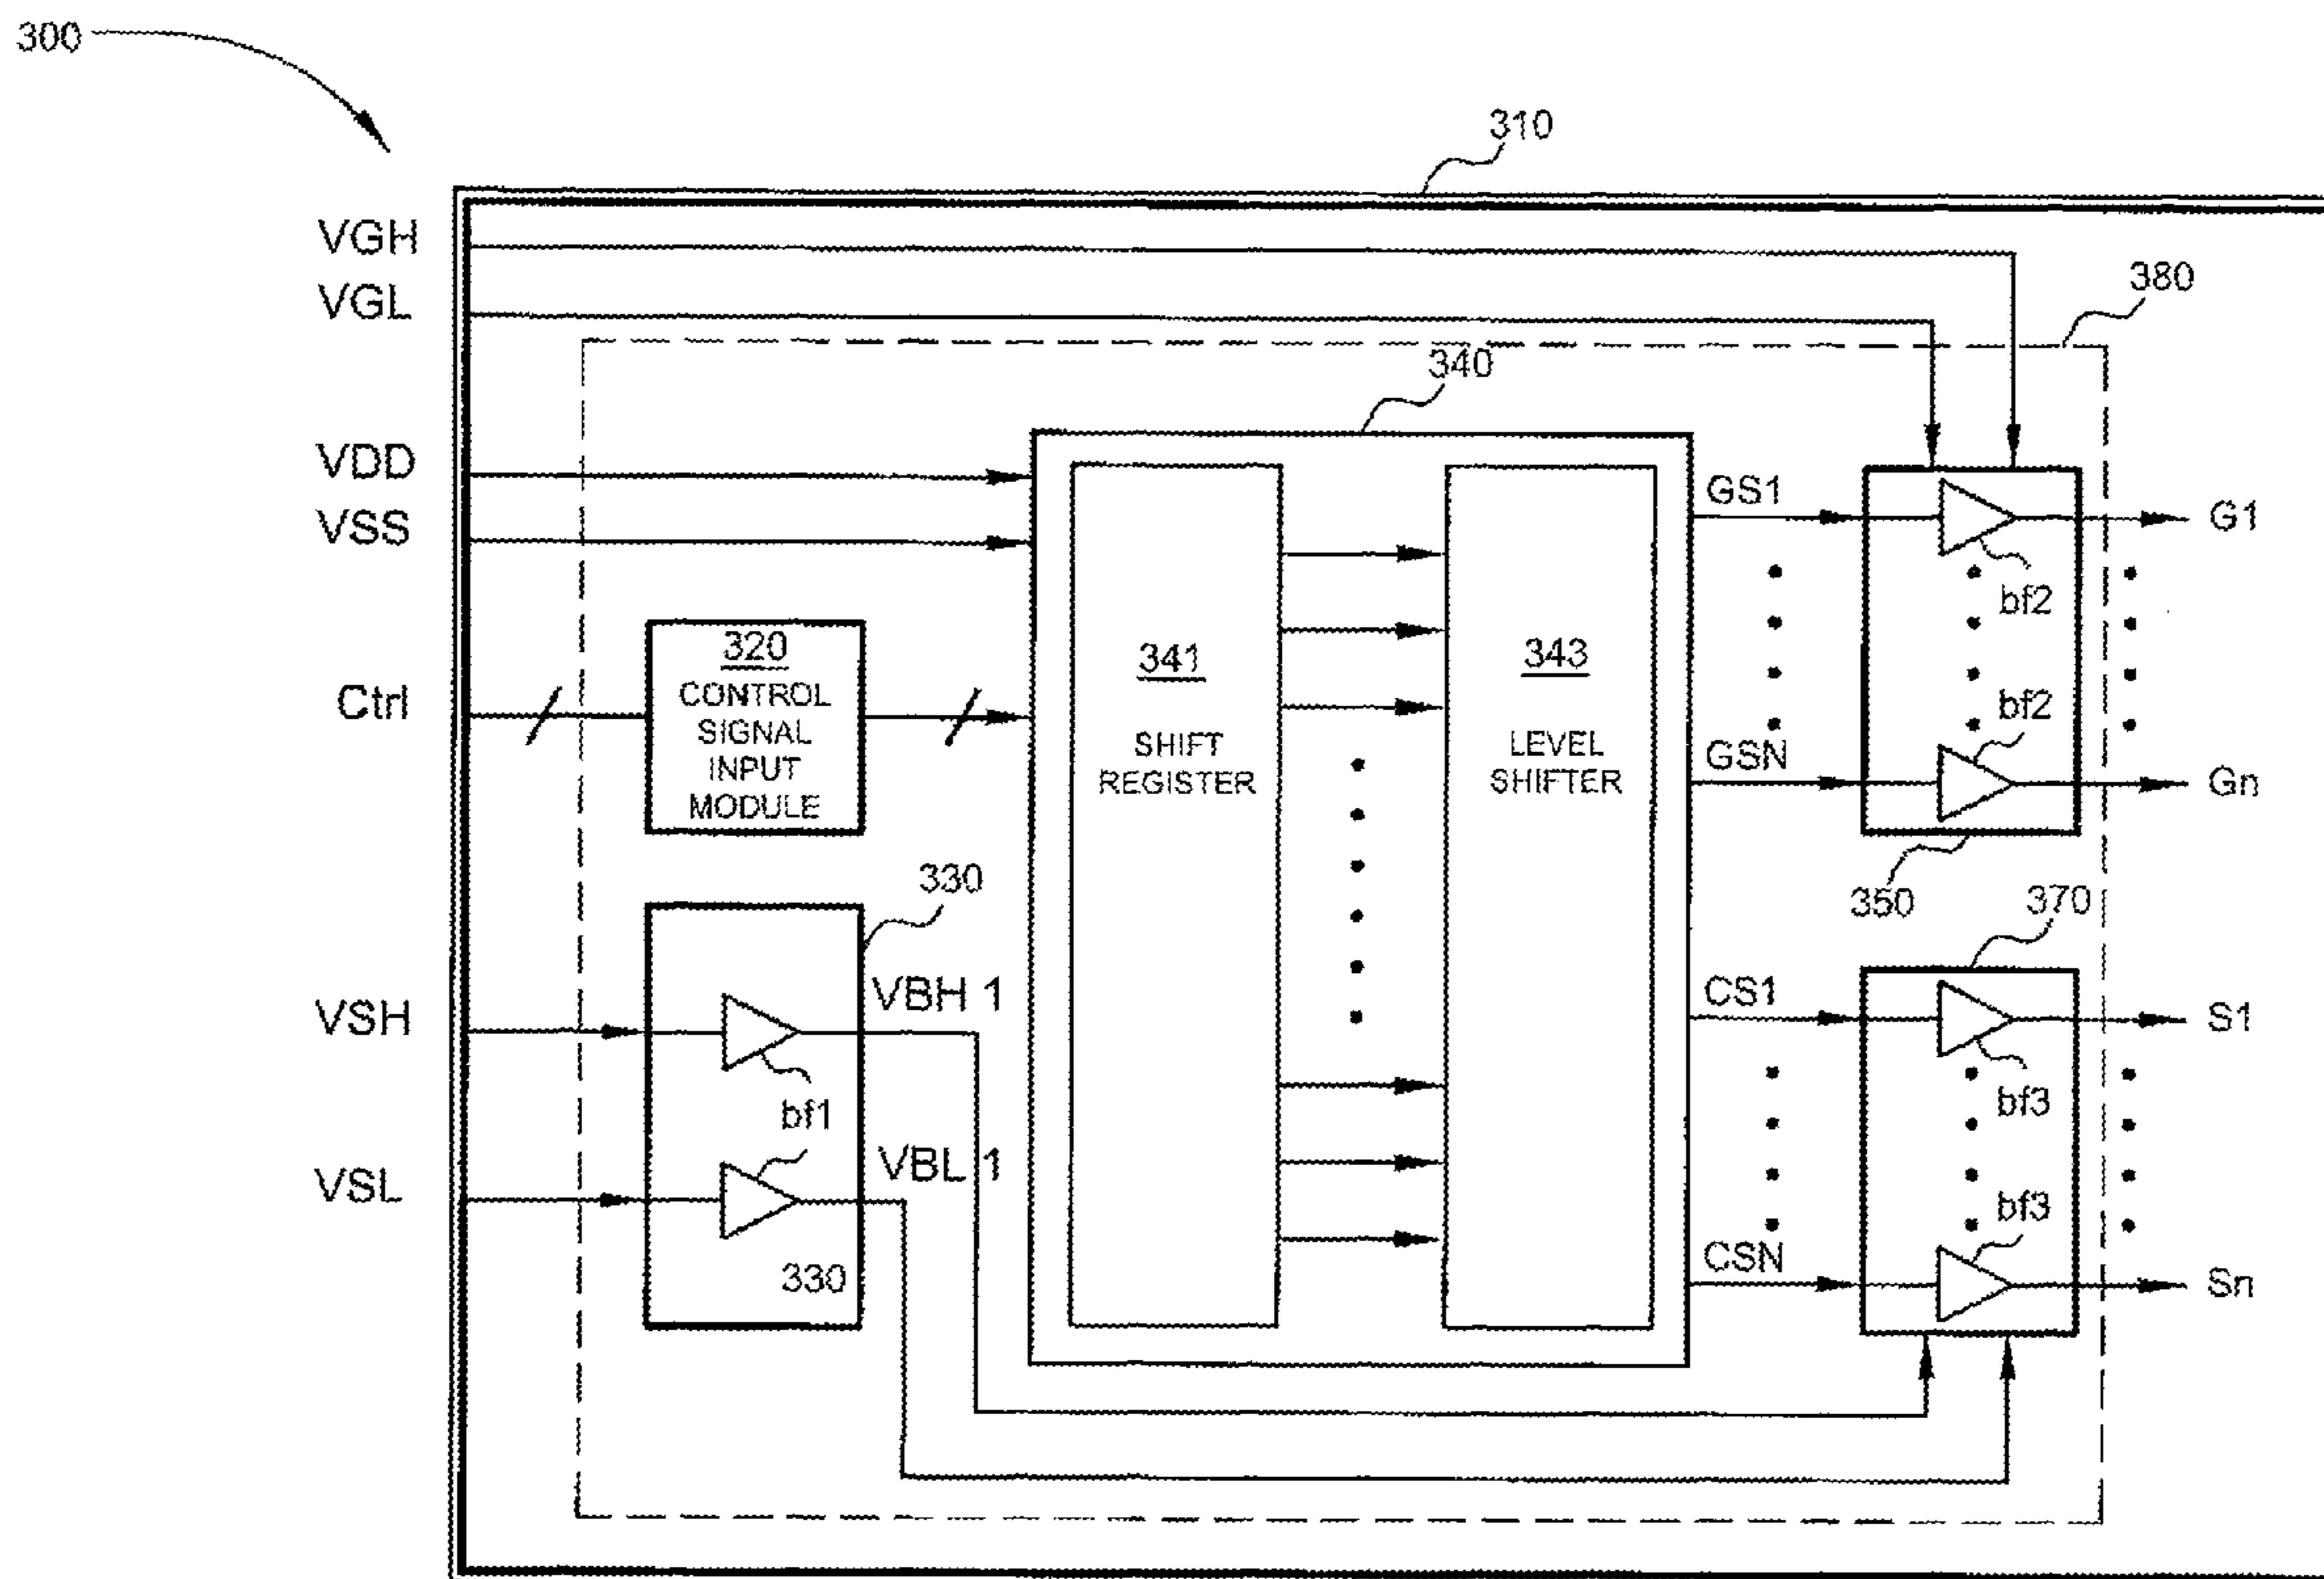 300
310
VGH
VGL
380
340
VDD
VSS
GS1
G1
bf2
320
CONTROL
SIGNAL
INPUT
MODULE
341
SHIFT
REGISTER
343
LEVEL
SHIFTER
Ctrl
bf2
GSN
Gn
330
350
370
VSH
VBH 1
CS1
S1
bf1
bf3
VSL
VBL 1
bf3
330
CSN
Sn